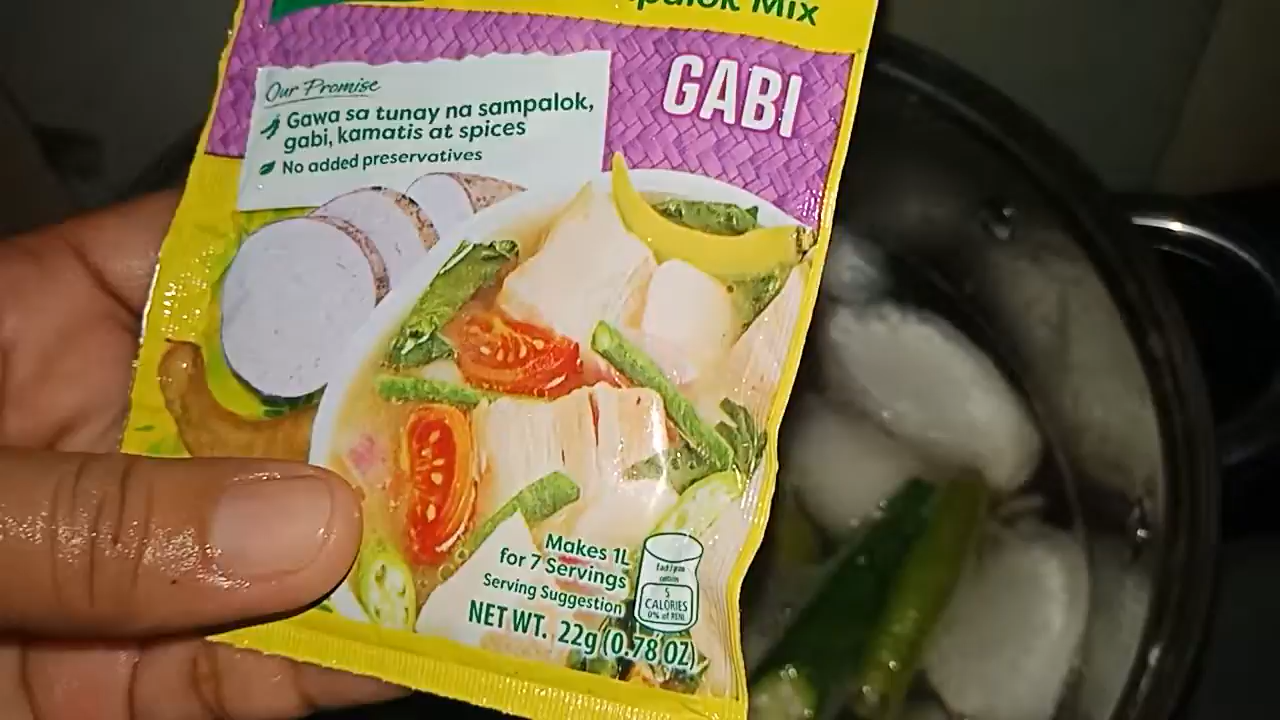 Mix
GABI
Our Promise
Gawa sa tunay na sampalok,
gabi, kamatis at spices
No added preservatives
Makes 1L
for 7 Servings
Serving Suggestion
NET WT. 22g (0.78 OZ)
5
CALORIES